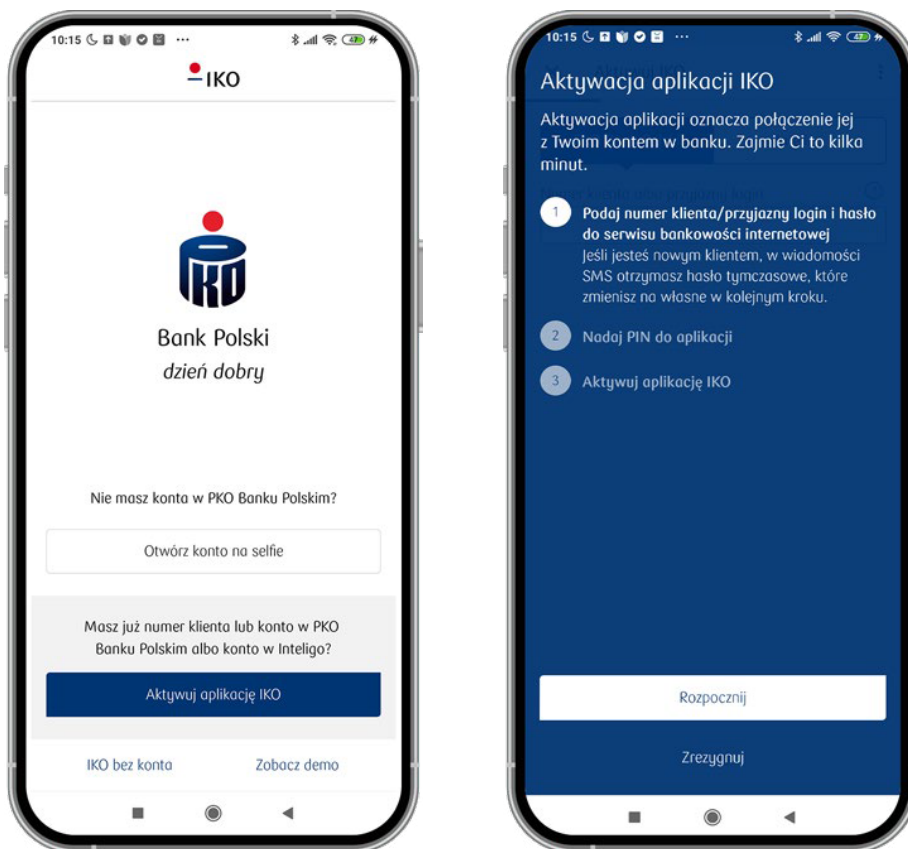 10:15
47
IKO
PKO
Bank Polski
dzień dobry
Nie masz konta w PKO Banku Polskim?
Otwórz konto na selfie
Masz już numer klienta lub konto w PKO
Banku Polskim albo konto w Inteligo?
Aktywuj aplikację IKO
IKO bez konta Zobacz demo
10:15
47
Aktywacja aplikacji IKO
Aktywacja aplikacji oznacza połączenie jej
z Twoim kontem w banku. Zajmie Ci to kilka
minut.
1 Podaj numer klienta/przyjazny login i hasło
do serwisu bankowości internetowej
Jeśli jesteś nowym klientem, w wiadomości
SMS otrzymasz hasło tymczasowe, które
zmienisz na własne w kolejnym kroku.
2 Nadaj PIN do aplikacji
3 Aktywuj aplikację IKO
Rozpocznij
Zrezygnuj